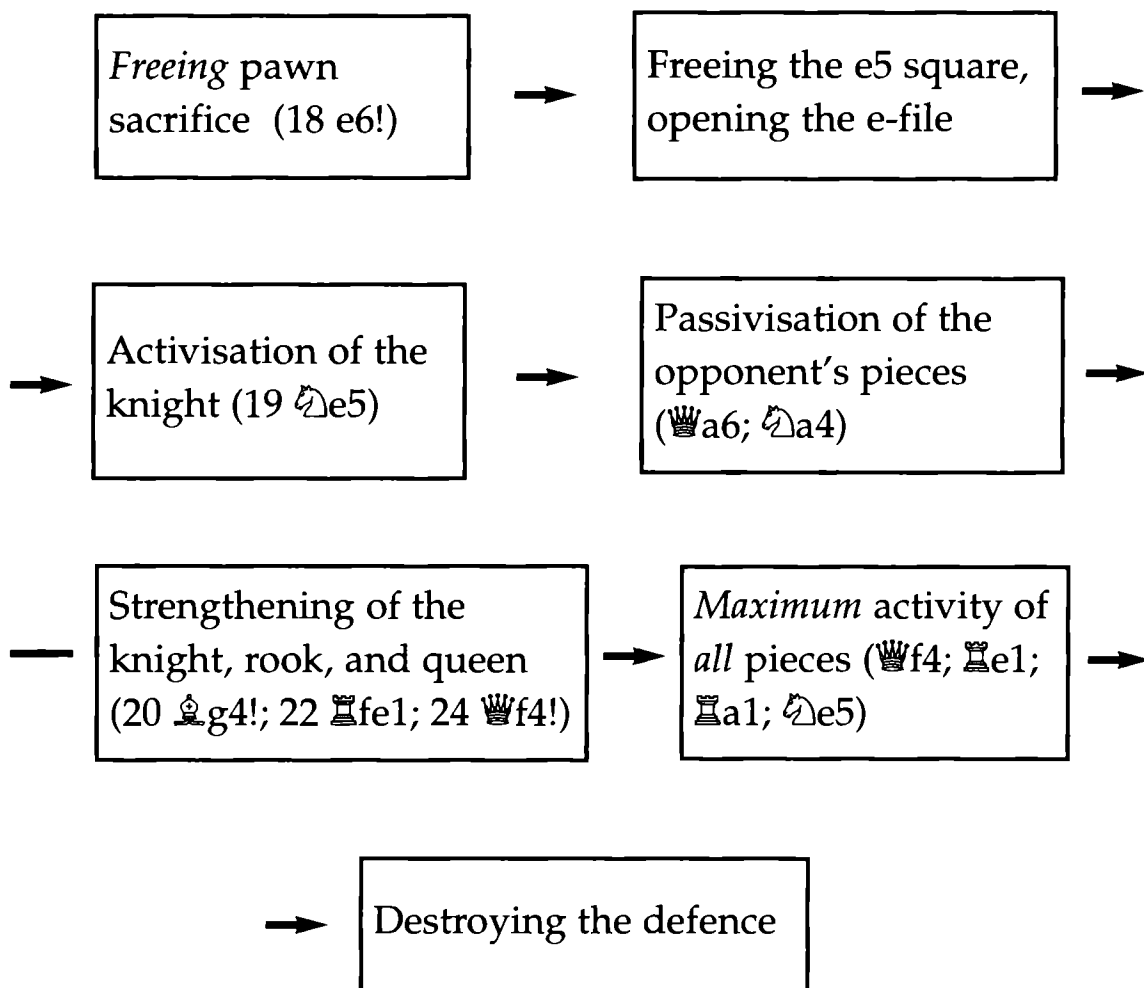 Freeing pawn
sacrifice (18 e6!)
Freeing the e5 square,
opening the e-file
Activisation of the
knight (19 ♘e5)
Passivisation of the
opponent's pieces
(♛a6; ♘a4)
Strengthening of the
knight, rook, and queen
(20 ♗g4!; 22 ♖fe1; 24 ♛f4!)
Maximum activity of
all pieces (♛f4; ♖e1;
♖a1; ♘e5)
Destroying the defence